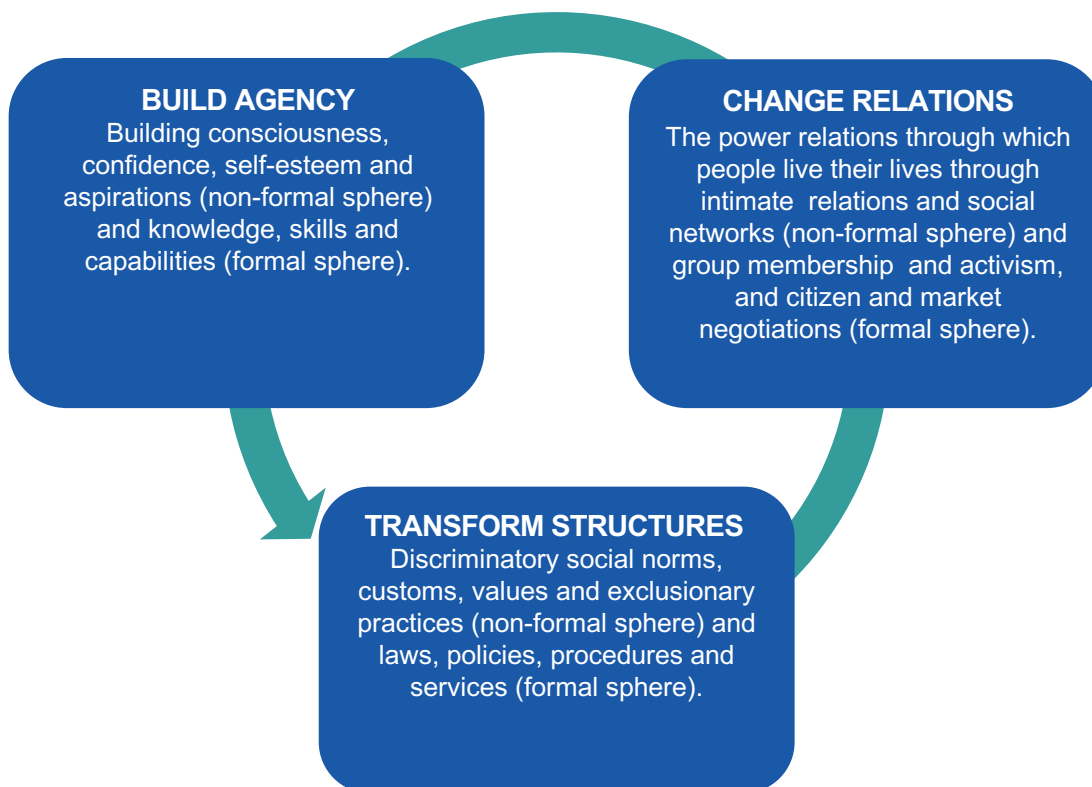 BUILD AGENCY
Building consciousness,
confidence, self-esteem and
aspirations (non-formal sphere)
and knowledge, skills and
capabilities (formal sphere).
CHANGE RELATIONS
The power relations through which
people live their lives through
intimate relations and social
networks (non-formal sphere) and
group membership and activism,
and citizen and market
negotiations (formal sphere).
TRANSFORM STRUCTURES
Discriminatory social norms,
customs, values and exclusionary
practices (non-formal sphere) and
laws, policies, procedures and
services (formal sphere).